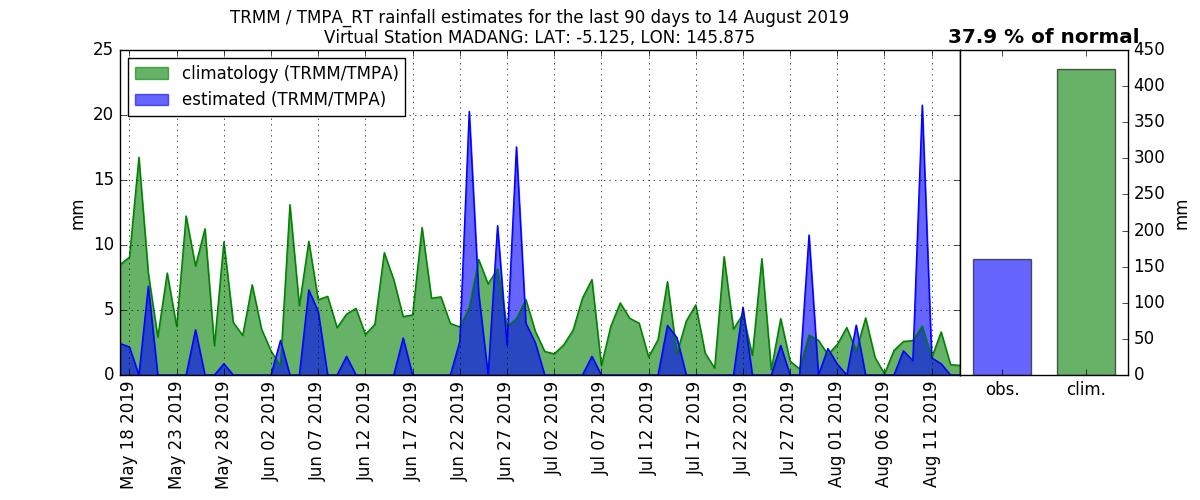 TRMM / TMPA_RT rainfall estimates for the last 90 days to 14 August 2019
Virtual Station MADANG: LAT: -5.125, LON: 145.875
37.9 % of normal
climatology (TRMM/TMPA)
estimated (TRMM/TMPA)
mm
25
20
15
10
5
0
May 18 2019
May 23 2019
May 28 2019
Jun 02 2019
Jun 07 2019
Jun 12 2019
Jun 17 2019
Jun 22 2019
Jun 27 2019
Jul 02 2019
Jul 07 2019
Jul 12 2019
Jul 17 2019
Jul 22 2019
Jul 27 2019
Aug 01 2019
Aug 06 2019
Aug 11 2019
450
400
350
300
250
200
150
100
50
0
mm
obs.
clim.